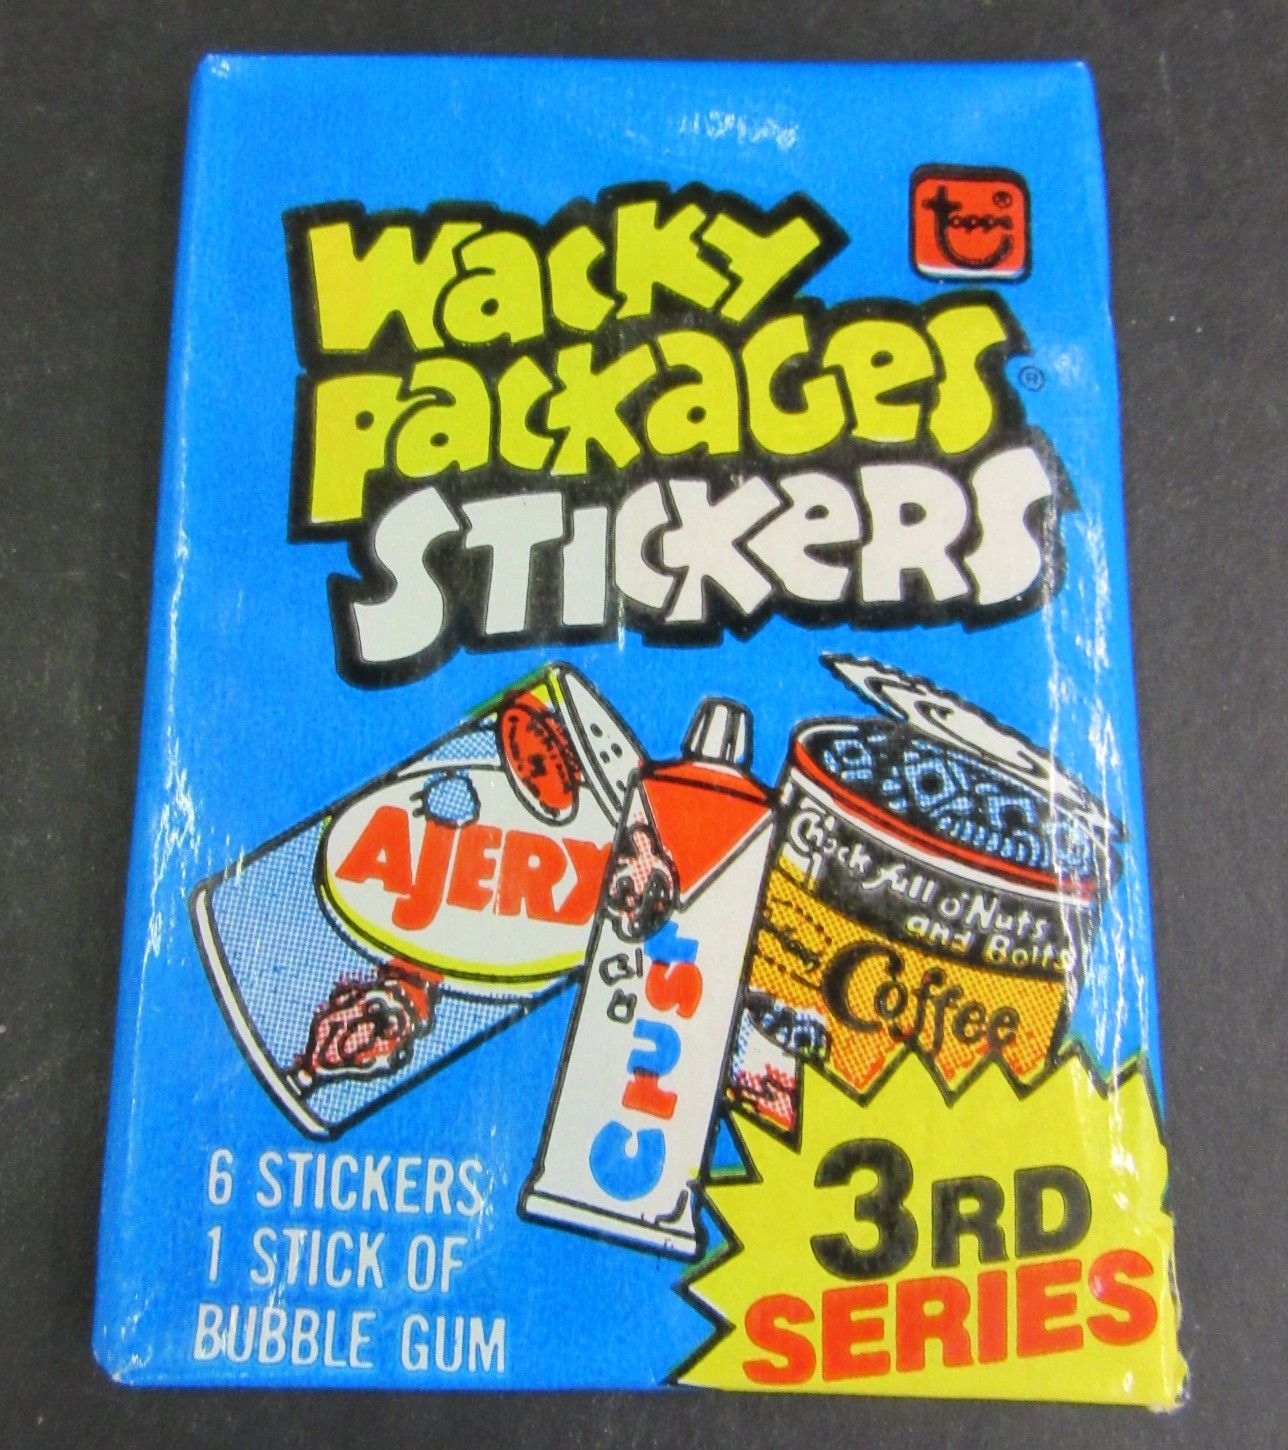 topps®
Wacky
Packages®
STICKERS
AJERX
Crust
Chock full o' Nuts
and Bolts
Coffee
6 STICKERS
1 STICK OF
BUBBLE GUM
3RD
SERIES